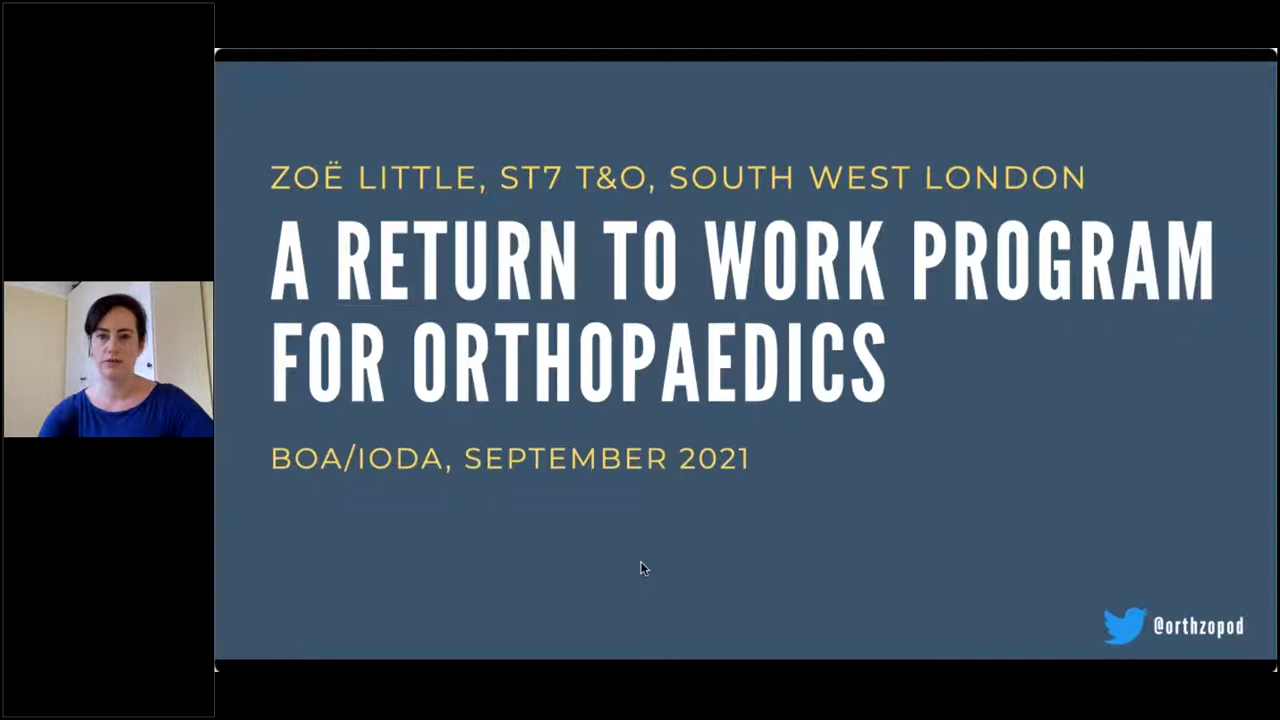 ZOË LITTLE, ST7 T&O, SOUTH WEST LONDON
A RETURN TO WORK PROGRAM
FOR ORTHOPAEDICS
BOA/IODA, SEPTEMBER 2021
@orthzopod